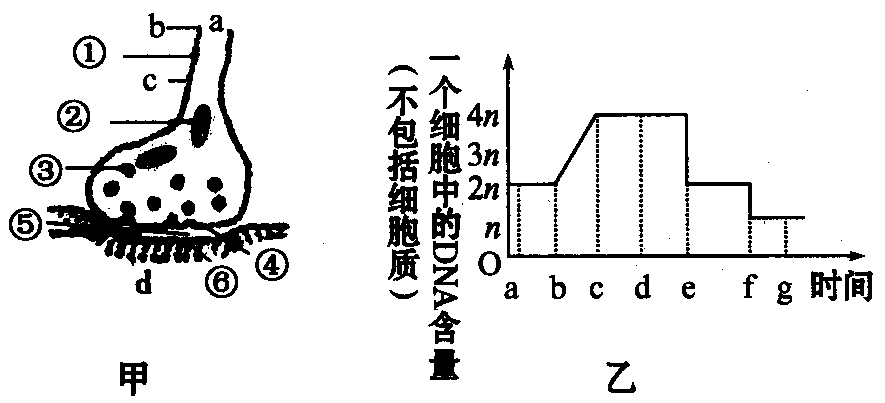 b a
①
c
②
③
⑤
d ⑥ ④
甲
一个细胞中的DNA含量
（不包括细胞质）
4n
3n
2n
n
O
a b c d e f g 时间
乙